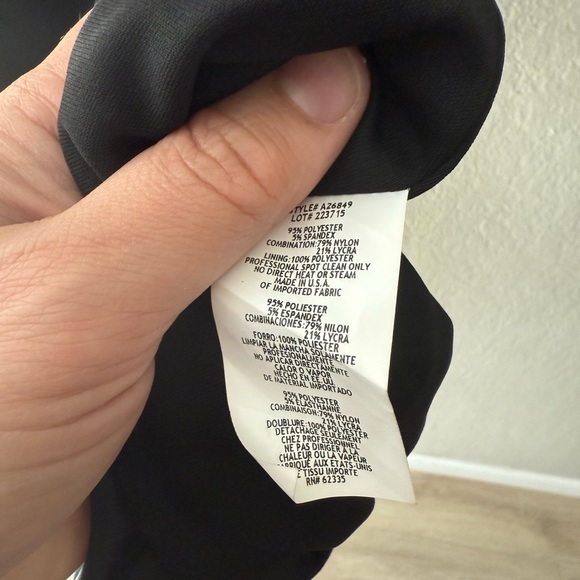 STYLE# AZ6849
LOT# 223715
95% POLYESTER
5% SPANDEX
COMBINATION:79% NYLON
21% LYCRA
LINING:100% POLYESTER
PROFESSIONAL SPOT CLEAN ONLY
NO DIRECT HEAT OR STEAM
MADE IN U.S.A.
OF IMPORTED FABRIC
95% POLIESTER
5% ESPANDEX
COMBINACIONES:79% NILON
21% LYCRA
FORRO:100% POLIESTER
LIMPIAR LA MANCHA SOLAMENTE
PROFESIONALMENTE
NO APLICAR DIRECTAMENTE
CALOR O VAPOR
HECHO EN EE.UU
DE MATERIAL IMPORTADO
95% POLYESTER
5% ELASTHANNE
COMBINAISON:79% NYLON
21% LYCRA
DOUBLURE:100% POLYESTER
DETACHAGE SEULEMENT
CHEZ PROFESSIONNEL
NE PAS DIRIGER A LA
CHALEUR OU LA VAPEUR
FABRIQUÉ AUX ETATS-UNIS
E TISSU IMPORTE
RN# 62335